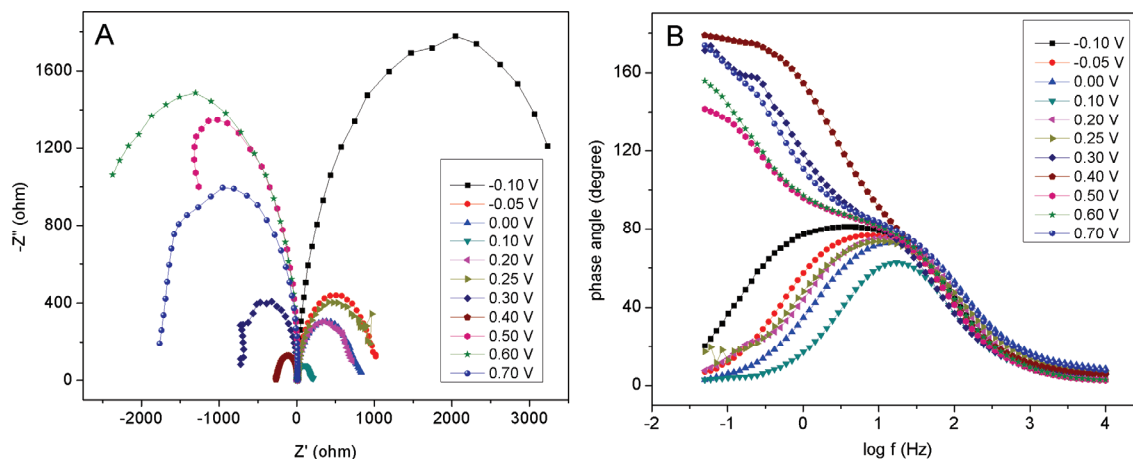 A
-Z" (ohm)
1600
1200
800
400
0
-2000
-1000
0
1000
2000
3000
Z' (ohm)
-0.10 V
-0.05 V
0.00 V
0.10 V
0.20 V
0.25 V
0.30 V
0.40 V
0.50 V
0.60 V
0.70 V
B
phase angle (degree)
160
120
80
40
0
-2
-1
0
1
2
3
4
log f (Hz)
-0.10 V
-0.05 V
0.00 V
0.10 V
0.20 V
0.25 V
0.30 V
0.40 V
0.50 V
0.60 V
0.70 V